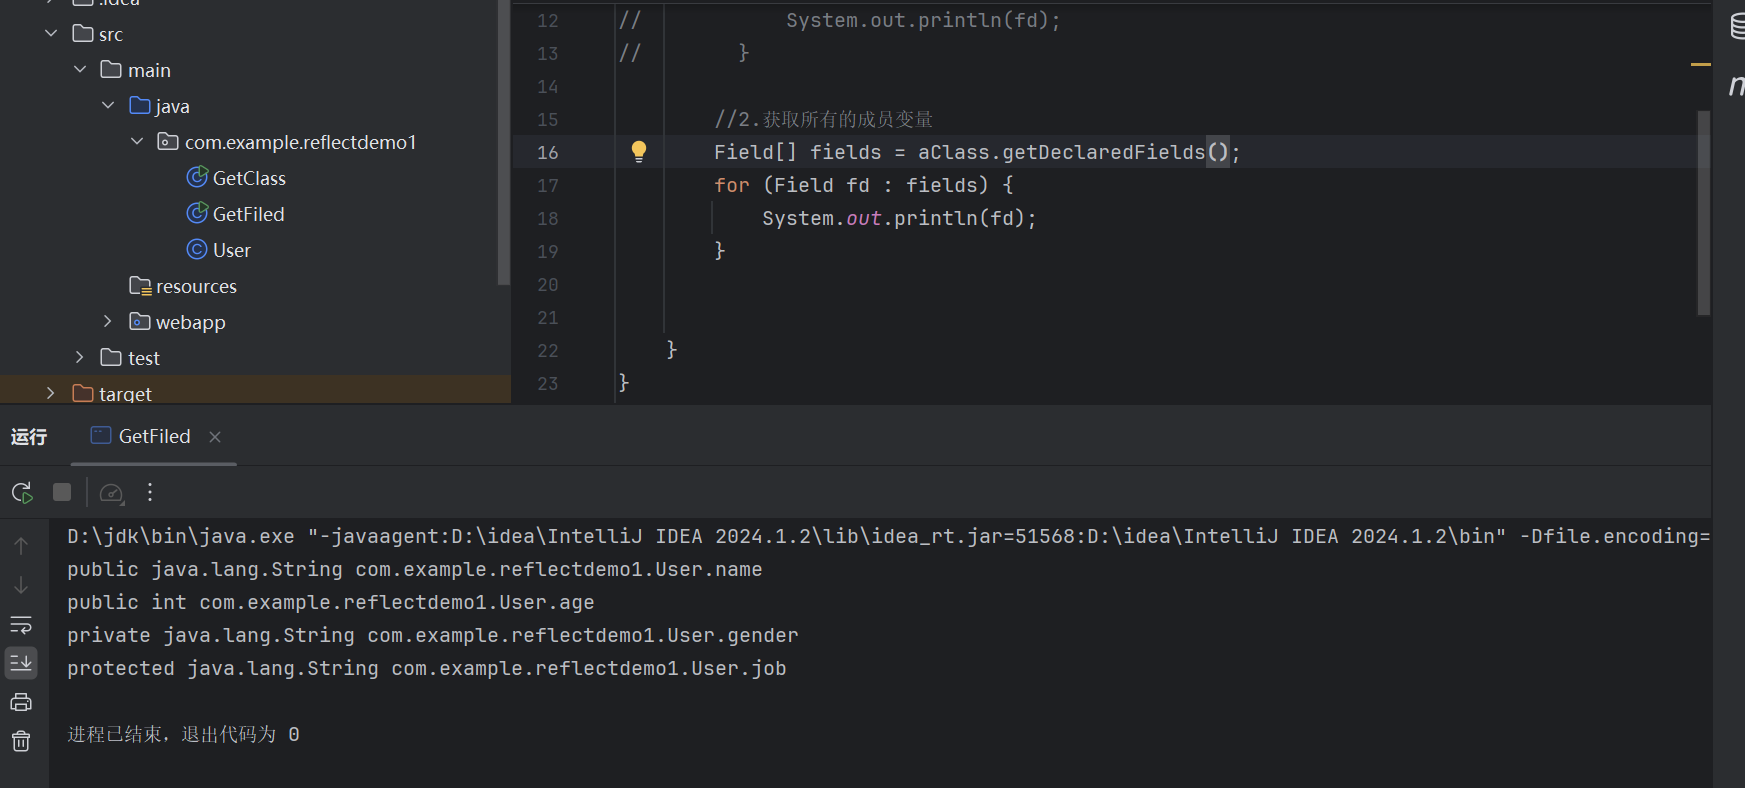 .idea
src
main
java
com.example.reflectdemo1
GetClass
GetFiled
User
resources
webapp
test
target
12 //            System.out.println(fd);
13 //        }
14
15         //2.获取所有的成员变量
16         Field[] fields = aClass.getDeclaredFields();
17         for (Field fd : fields) {
18             System.out.println(fd);
19         }
20
21
22     }
23 }
运行 GetFiled
D:\jdk\bin\java.exe "-javaagent:D:\idea\IntelliJ IDEA 2024.1.2\lib\idea_rt.jar=51568:D:\idea\IntelliJ IDEA 2024.1.2\bin" -Dfile.encoding=
public java.lang.String com.example.reflectdemo1.User.name
public int com.example.reflectdemo1.User.age
private java.lang.String com.example.reflectdemo1.User.gender
protected java.lang.String com.example.reflectdemo1.User.job
进程已结束，退出代码为 0